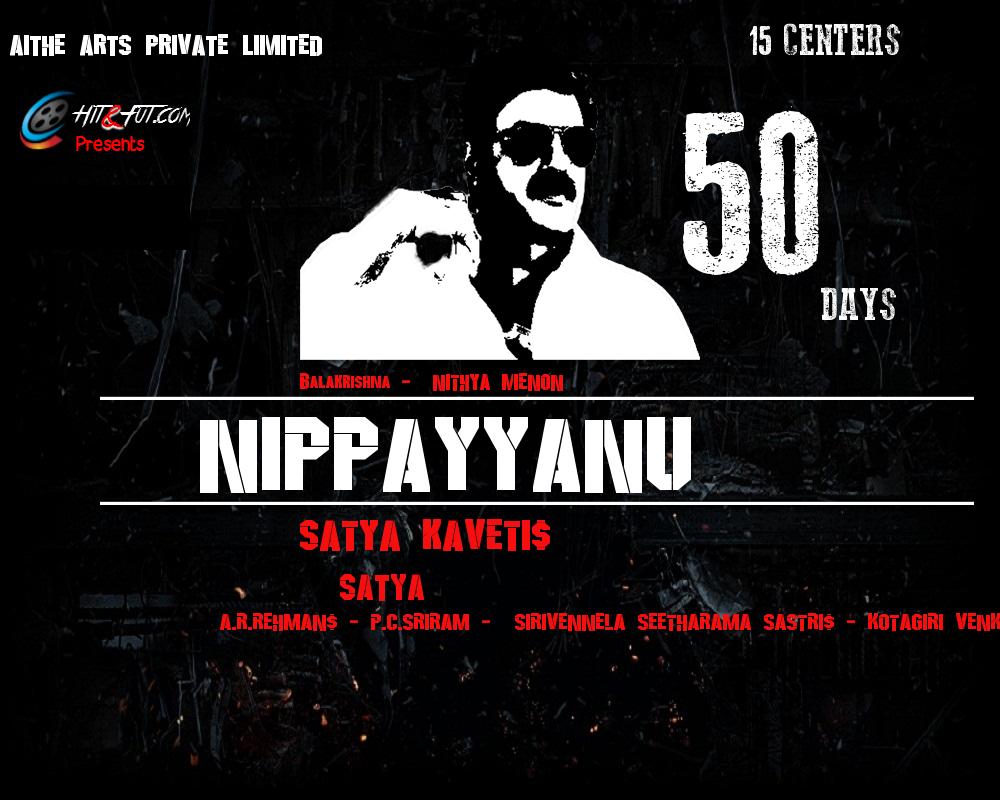 AITHE ARTS PRIVATE LIIMITED
15 CENTERS
HIT&FUT.COM
Presents
50
DAYS
BALAKRISHNA - NITHYA MENON
NIPPAYYANU
SATYA KAVETI$
SATYA
A.R.REHMAN$ - P.C.SRIRAM - SIRIVENNELA SEETHARAMA SASTRI$ - KOTAGIRI VENK